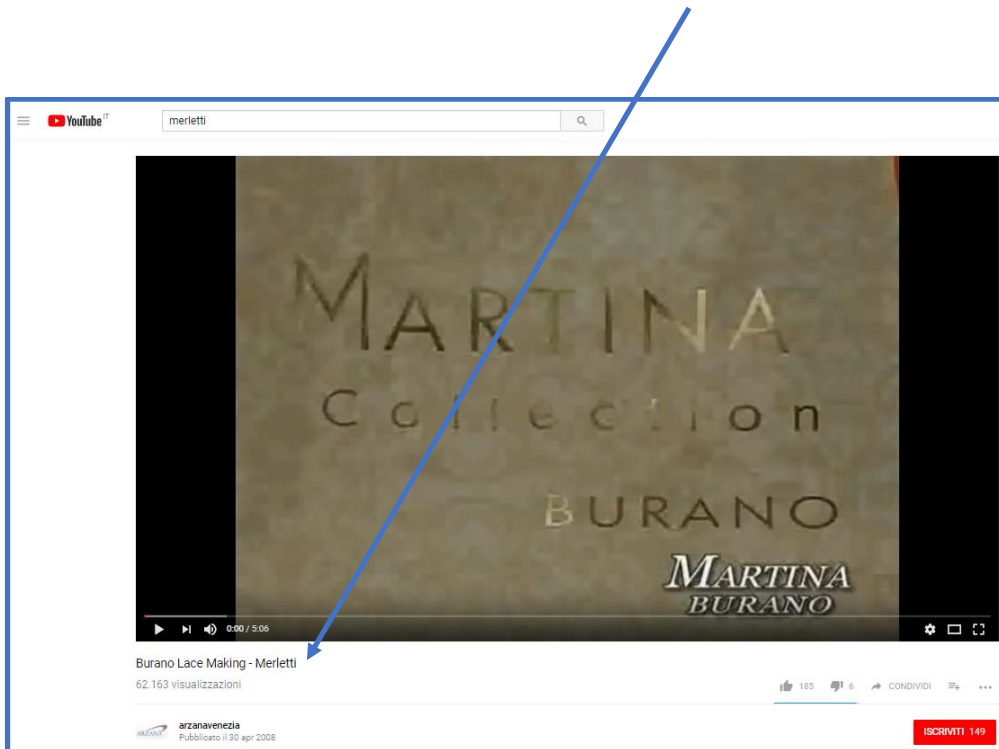 YouTube IT
merletti
MARTINA
Collection
BURANO
MARTINA
BURANO
0:00 / 5:06
Burano Lace Making - Merletti
62.163 visualizzazioni
185 6 CONDIVIDI
ARZANÀ
arzanavenezia
Pubblicato il 30 apr 2008
ISCRIVITI 149